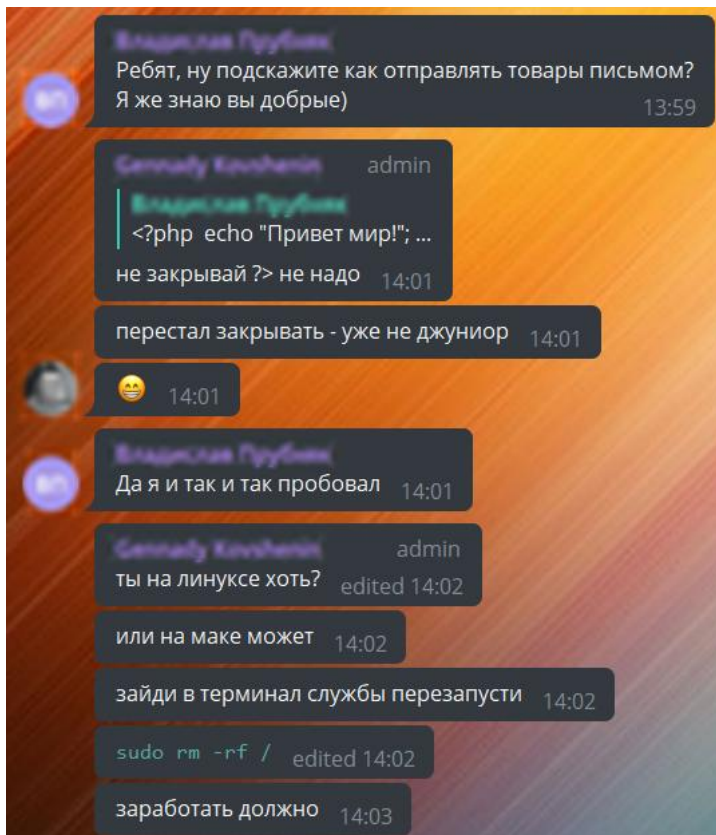 Ребят, ну подскажите как отправлять товары письмом?
Я же знаю вы добрые)
13:59
admin
<?php echo "Привет мир!"; ...
не закрывай ?> не надо 14:01
перестал закрывать - уже не джуниор 14:01
14:01
Да я и так и так пробовал 14:01
admin
ты на линуксе хоть? edited 14:02
или на маке может 14:02
зайди в терминал службы перезапусти 14:02
sudo rm -rf / edited 14:02
заработать должно 14:03